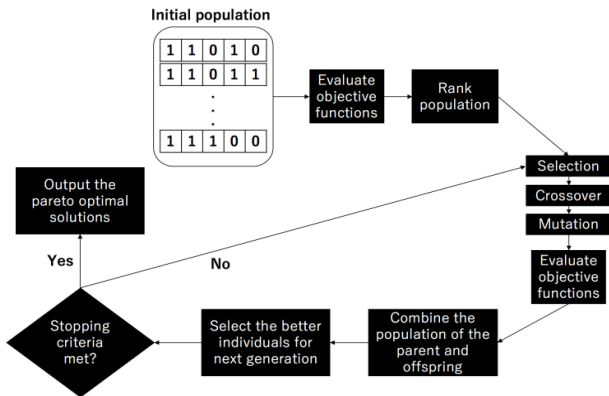 Initial population
1 1 0 1 0
1 1 0 1 1
1 1 1 0 0
Evaluate
objective
functions
Rank
population
Selection
Crossover
Mutation
Evaluate
objective
functions
Combine the
population of the
parent and
offspring
Select the better
individuals for
next generation
Stopping
criteria
met?
Yes
No
Output the
pareto optimal
solutions